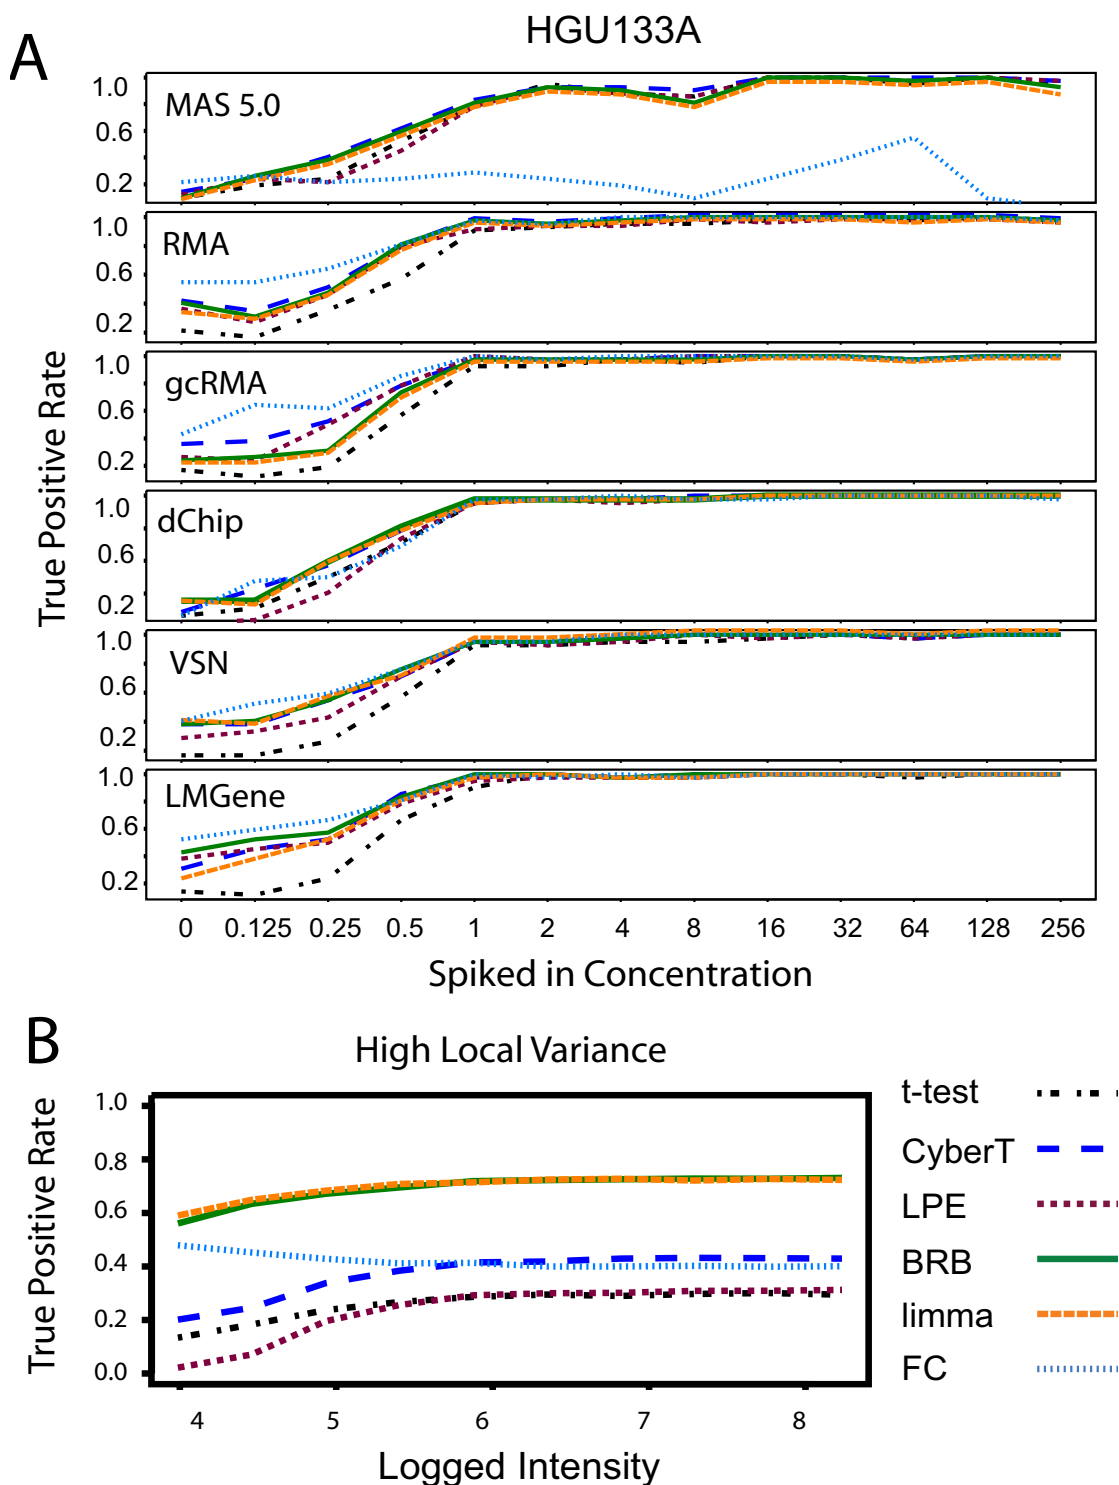 A
HGU133A
True Positive Rate
MAS 5.0
1.0
0.6
0.2
RMA
1.0
0.6
0.2
gcRMA
1.0
0.6
0.2
dChip
1.0
0.6
0.2
VSN
1.0
0.6
0.2
LMGene
1.0
0.6
0.2
0 0.125 0.25 0.5 1 2 4 8 16 32 64 128 256
Spiked in Concentration
B
High Local Variance
True Positive Rate
1.0
0.8
0.6
0.4
0.2
0.0
4 5 6 7 8
Logged Intensity
t-test
CyberT
LPE
BRB
limma
FC